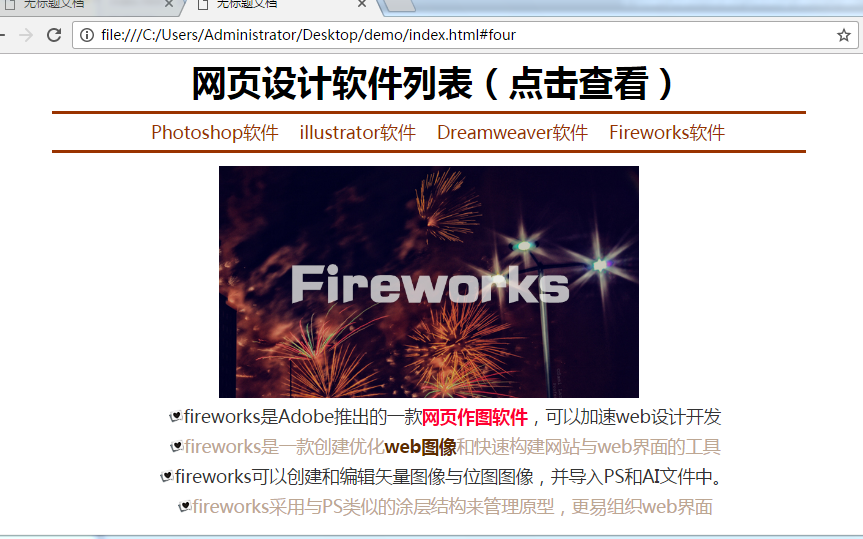 无标题文档
无标题文档
file:///C:/Users/Administrator/Desktop/demo/index.html#four
网页设计软件列表（点击查看）
Photoshop软件 illustrator软件 Dreamweaver软件 Fireworks软件
Fireworks
fireworks是Adobe推出的一款网页作图软件，可以加速web设计开发
fireworks是一款创建优化web图像和快速构建网站与web界面的工具
fireworks可以创建和编辑矢量图像与位图图像，并导入PS和AI文件中。
fireworks采用与PS类似的涂层结构来管理原型，更易组织web界面